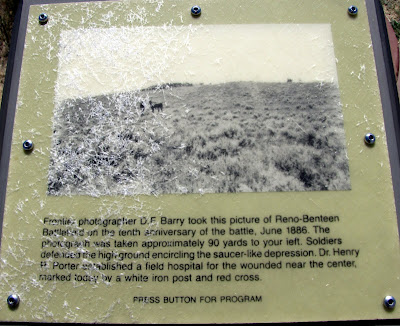 Frontier photographer D.F. Barry took this picture of Reno-Benteen
Battlefield on the tenth anniversary of the battle, June 1886. The
photograph was taken approximately 90 yards to your left. Soldiers
defended the high ground encircling the saucer-like depression. Dr. Henry
R. Porter established a field hospital for the wounded near the center,
marked today by a white iron post and red cross.
PRESS BUTTON FOR PROGRAM